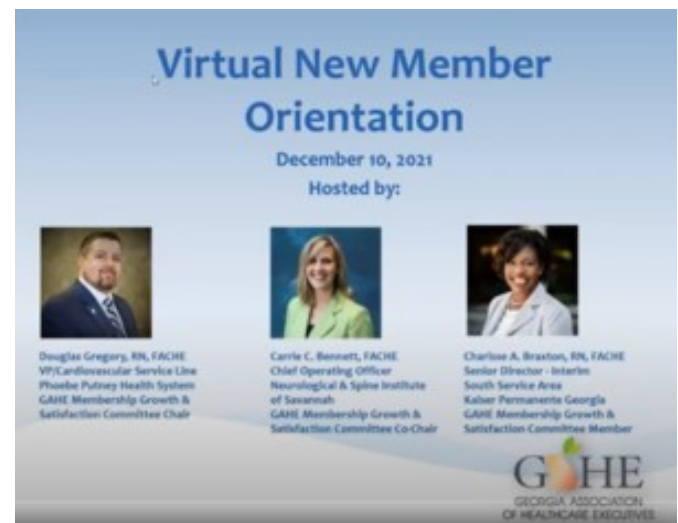 Virtual New Member
Orientation
December 10, 2021
Hosted by:
Douglas Gregory, RN, FACHE
VP/Cardiovascular Service Line
Phoebe Putney Health System
GAHE Membership Growth &
Satisfaction Committee Chair
Carrie C. Bennett, FACHE
Chief Operating Officer
Neurological & Spine Institute
of Savannah
GAHE Membership Growth &
Satisfaction Committee Co-Chair
Charisse A. Braxton, RN, FACHE
Senior Director - Interim
South Service Area
Kaiser Permanente Georgia
GAHE Membership Growth &
Satisfaction Committee Member
GAHE
GEORGIA ASSOCIATION
OF HEALTHCARE EXECUTIVES